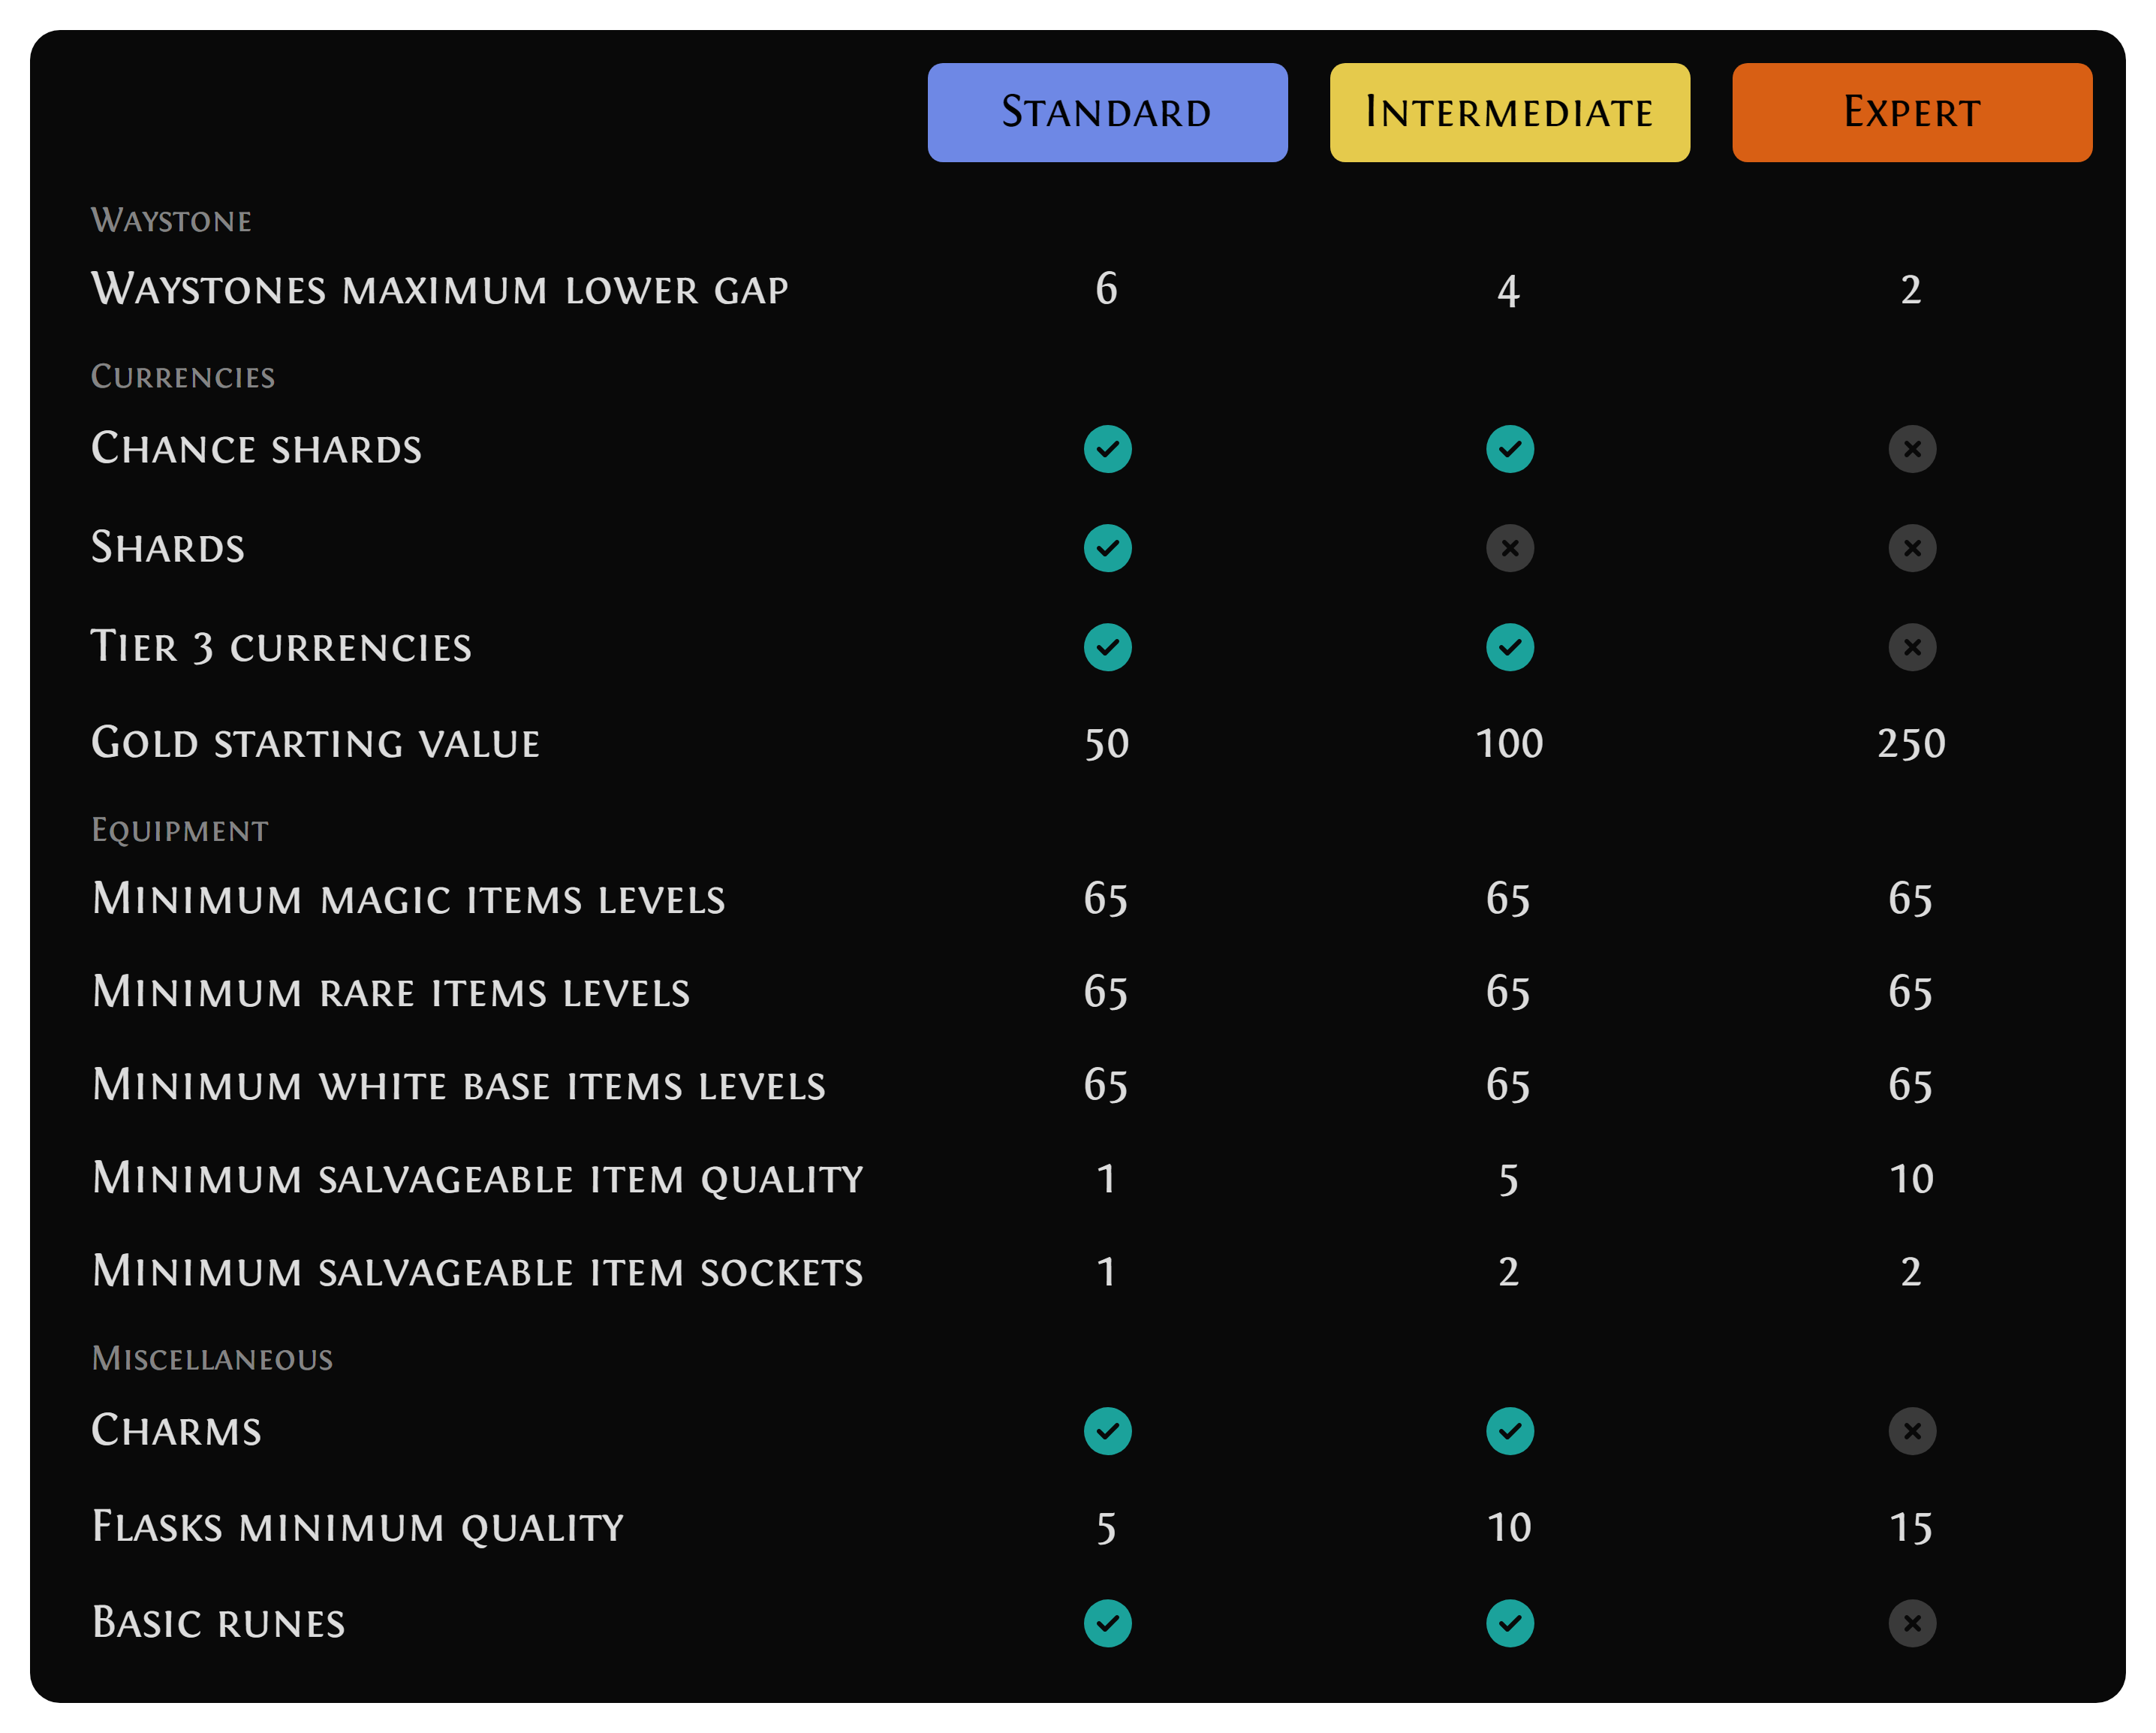 Standard Intermediate Expert
Waystone
Waystones maximum lower gap 6 4 2
Currencies
Chance shards
Shards
Tier 3 currencies
Gold starting value 50 100 250
Equipment
Minimum magic items levels 65 65 65
Minimum rare items levels 65 65 65
Minimum white base items levels 65 65 65
Minimum salvageable item quality 1 5 10
Minimum salvageable item sockets 1 2 2
Miscellaneous
Charms
Flasks minimum quality 5 10 15
Basic runes